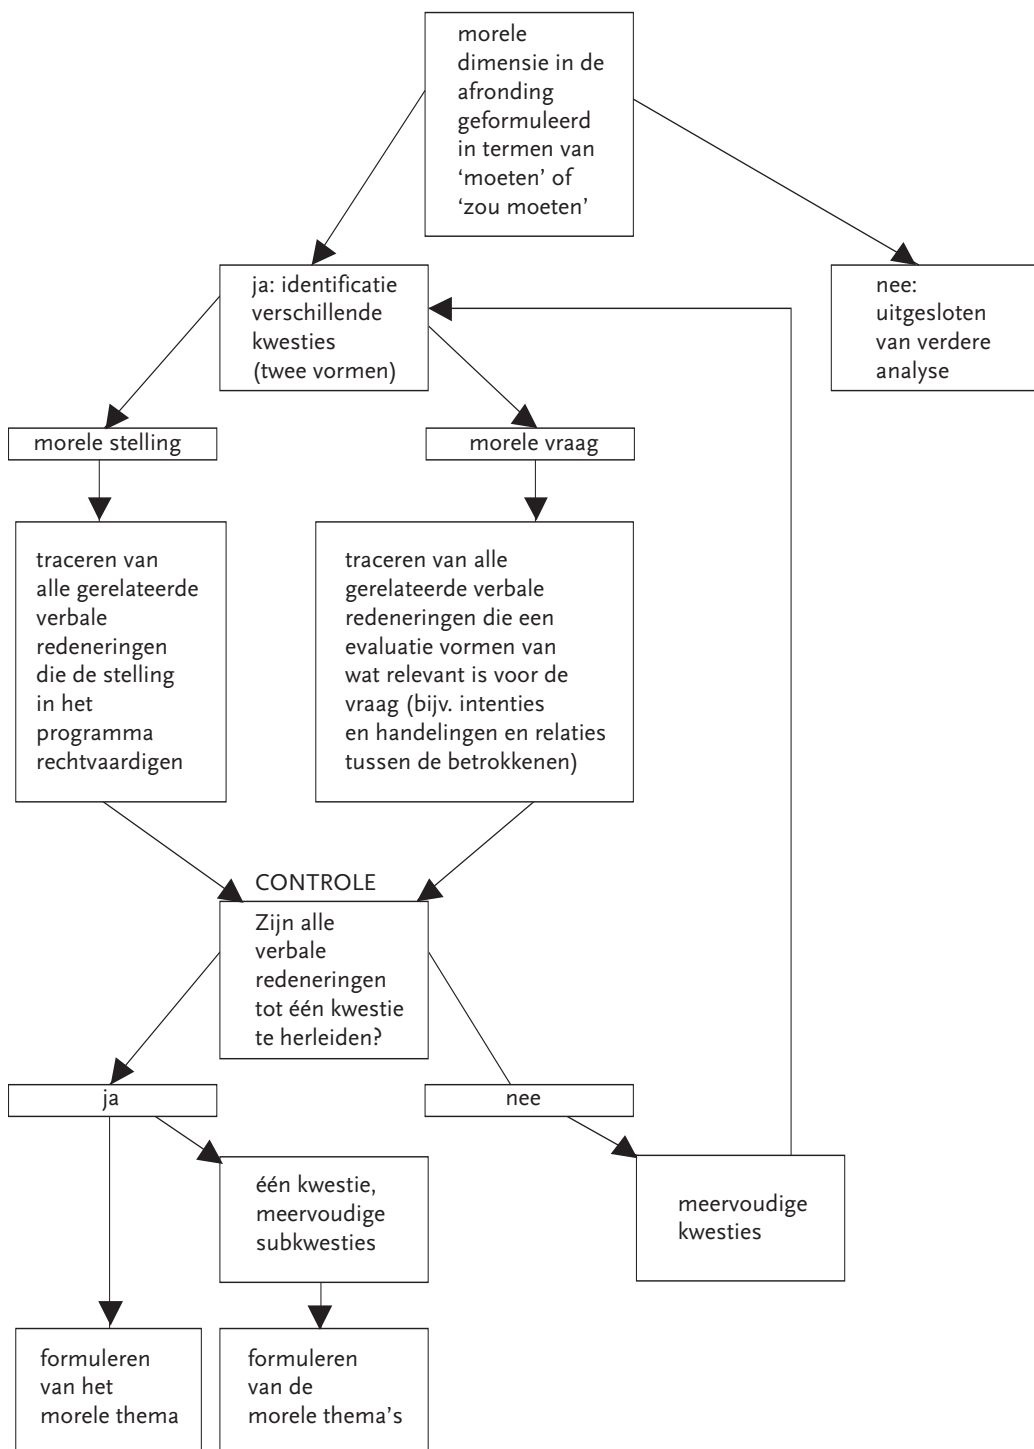 morele
dimensie in de
afronding
geformuleerd
in termen van
‘moeten’ of
‘zou moeten’
ja: identificatie
verschillende
kwesties
(twee vormen)
nee:
uitgesloten
van verdere
analyse
morele stelling
morele vraag
traceren van
alle gerelateerde
verbale
redeneringen
die de stelling
in het
programma
rechtvaardigen
traceren van alle
gerelateerde verbale
redeneringen die een
evaluatie vormen van
wat relevant is voor de
vraag (bijv. intenties
en handelingen en relaties
tussen de betrokkenen)
CONTROLE
Zijn alle
verbale
redeneringen
tot één kwestie
te herleiden?
ja
nee
één kwestie,
meervoudige
subkwesties
meervoudige
kwesties
formuleren
van het
morele thema
formuleren
van de
morele thema's